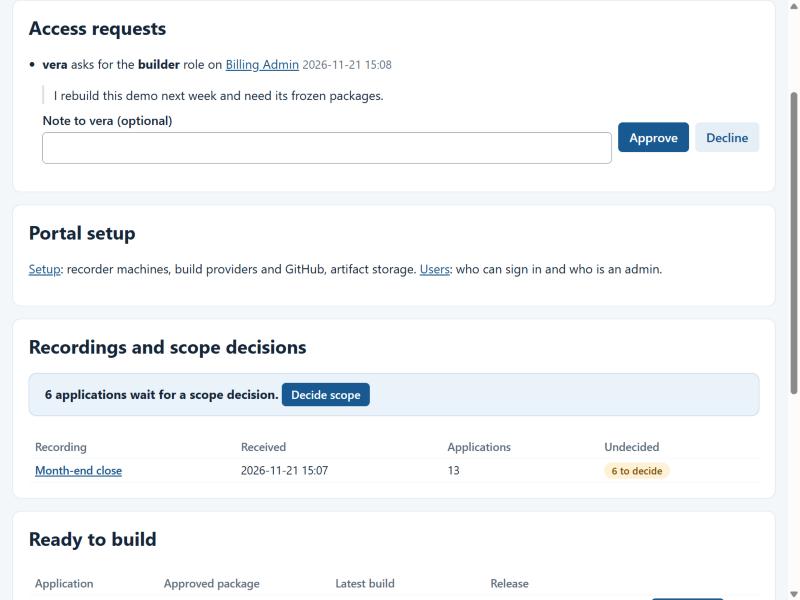 Access requests
vera asks for the builder role on Billing Admin 2026-11-21 15:08
I rebuild this demo next week and need its frozen packages.
Note to vera (optional)
Approve
Decline
Portal setup
Setup: recorder machines, build providers and GitHub, artifact storage. Users: who can sign in and who is an admin.
Recordings and scope decisions
6 applications wait for a scope decision. Decide scope
Recording Received Applications Undecided
Month-end close 2026-11-21 15:07 13 6 to decide
Ready to build
Application Approved package Latest build Release